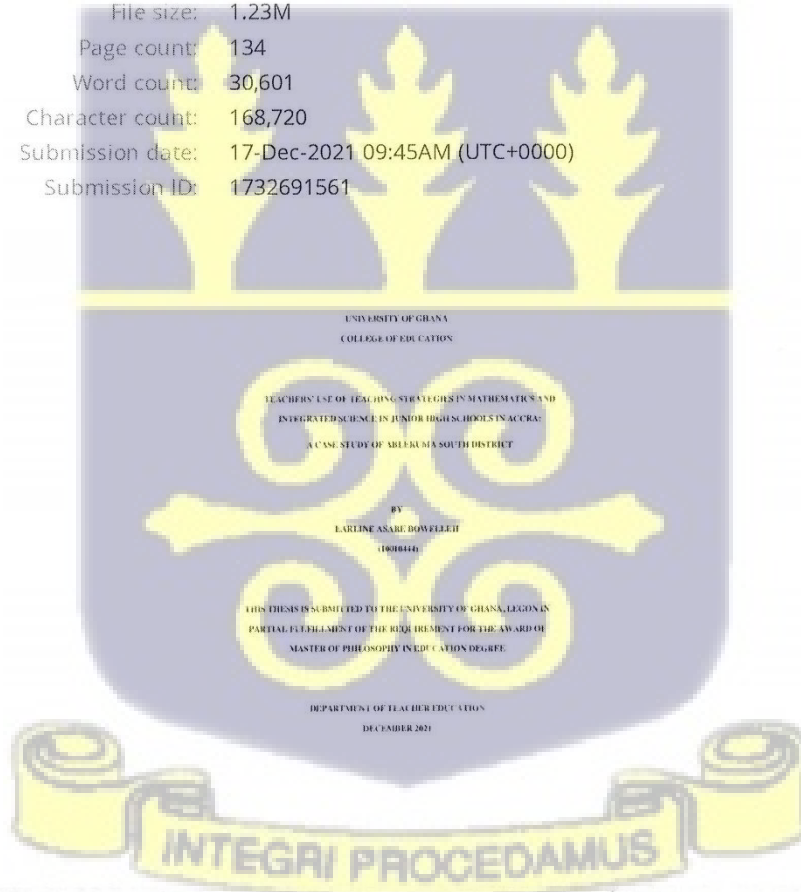 File size: 1.23M
Page count: 134
Word count: 30,601
Character count: 168,720
Submission date: 17-Dec-2021 09:45AM (UTC+0000)
Submission ID: 1732691561
UNIVERSITY OF GHANA
COLLEGE OF EDUCATION
TEACHERS' USE OF TEACHING STRATEGIES IN MATHEMATICS AND
INTEGRATED SCIENCE IN JUNIOR HIGH SCHOOLS IN ACCRA:
A CASE STUDY OF ABLEKUMA SOUTH DISTRICT
BY
EARLINE ASABE BOWELLEH
THIS THESIS IS SUBMITTED TO THE UNIVERSITY OF GHANA, LEGON IN
PARTIAL FULFILLMENT OF THE REQUIREMENT FOR THE AWARD OF
MASTER OF PHILOSOPHY IN EDUCATION DEGREE
DEPARTMENT OF TEACHER EDUCATION
DECEMBER 2021
INTEGRI PROCEDAMUS